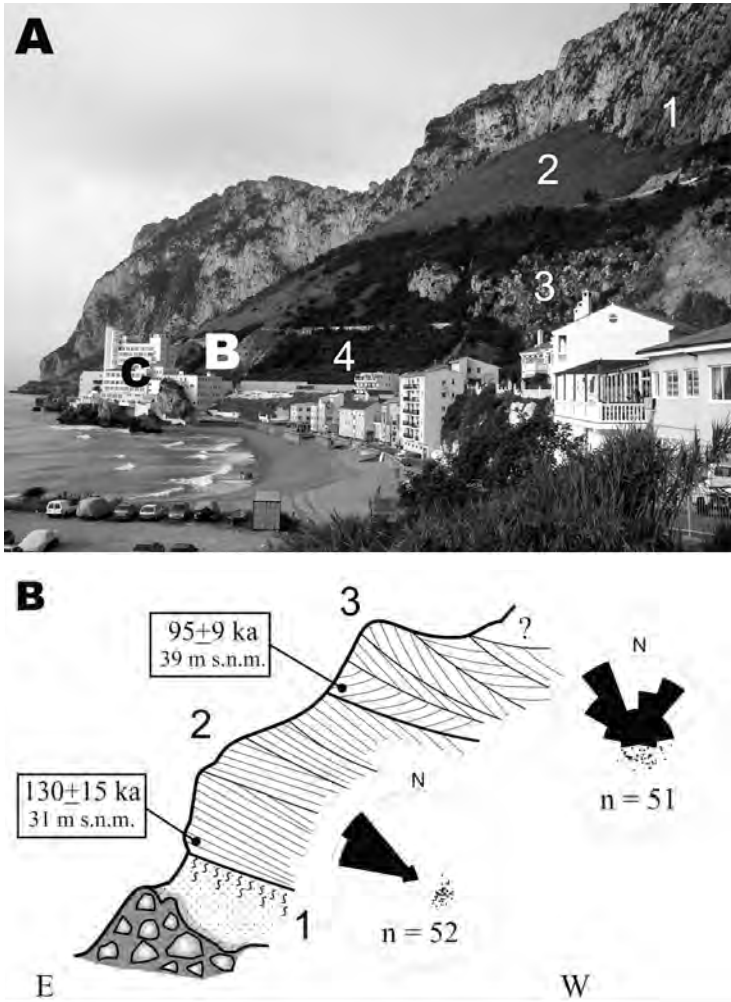 A
1
2
3
B
4
C
B
3
95±9 ka
39 m s.n.m.
?
N
2
n = 51
130±15 ka
31 m s.n.m.
N
1
n = 52
E
W